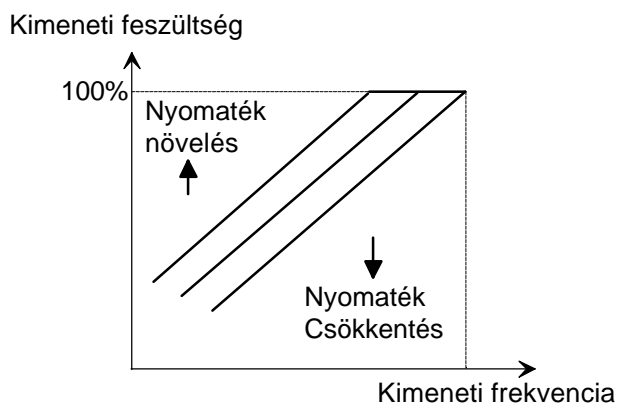 Kimeneti feszültség
100%
Nyomaték
növelés
Nyomaték
Csökkentés
Kimeneti frekvencia